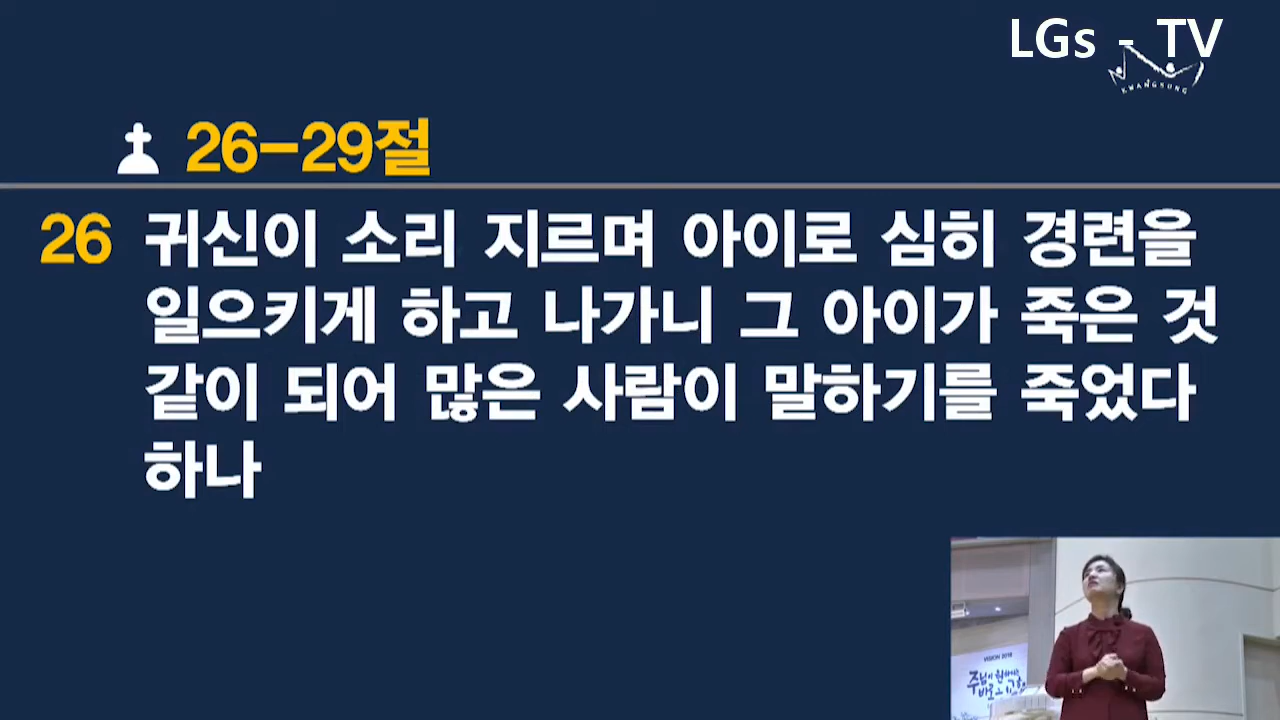 LGs - TV
KWANGSUNG
26-29절
26 귀신이 소리 지르며 아이로 심히 경련을
일으키게 하고 나가니 그 아이가 죽은 것
같이 되어 많은 사람이 말하기를 죽었다
하나
VISION 2019